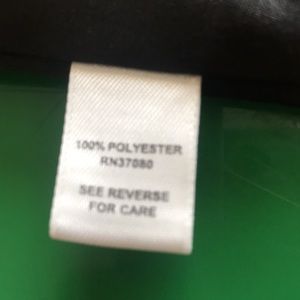 100% POLYESTER
RN37080
SEE REVERSE
FOR CARE